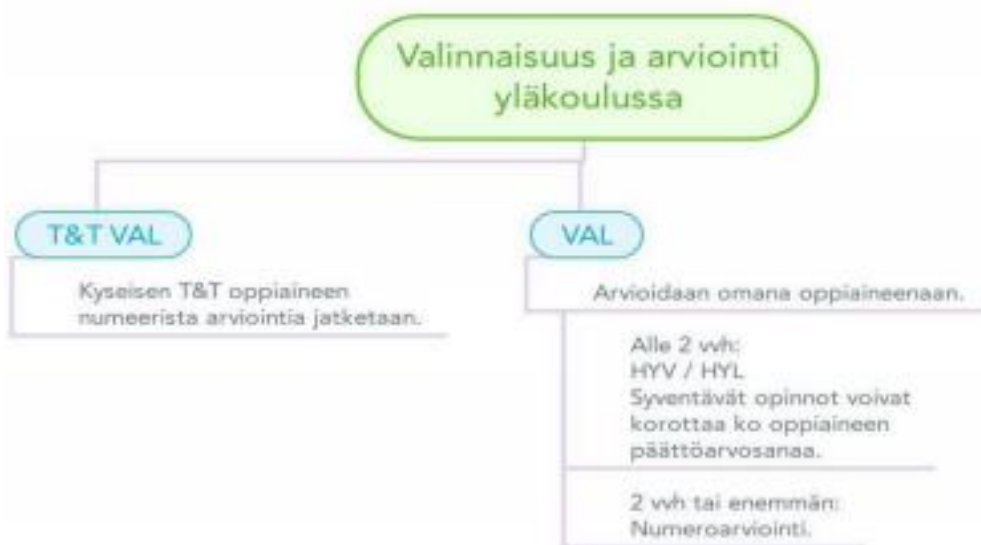 Valinnaisuus ja arviointi
yläkoulussa
T&T VAL
Kyseisen T&T oppiaineen
numeerista arviointia jatketaan.
VAL
Arvioidaan omana oppiaineenaan.
Alle 2 vvh:
HYV / HYL
Syventävät opinnot voivat
korottaa ko oppiaineen
päättöarvosanaa.
2 vvh tai enemmän:
Numeroarviointi.